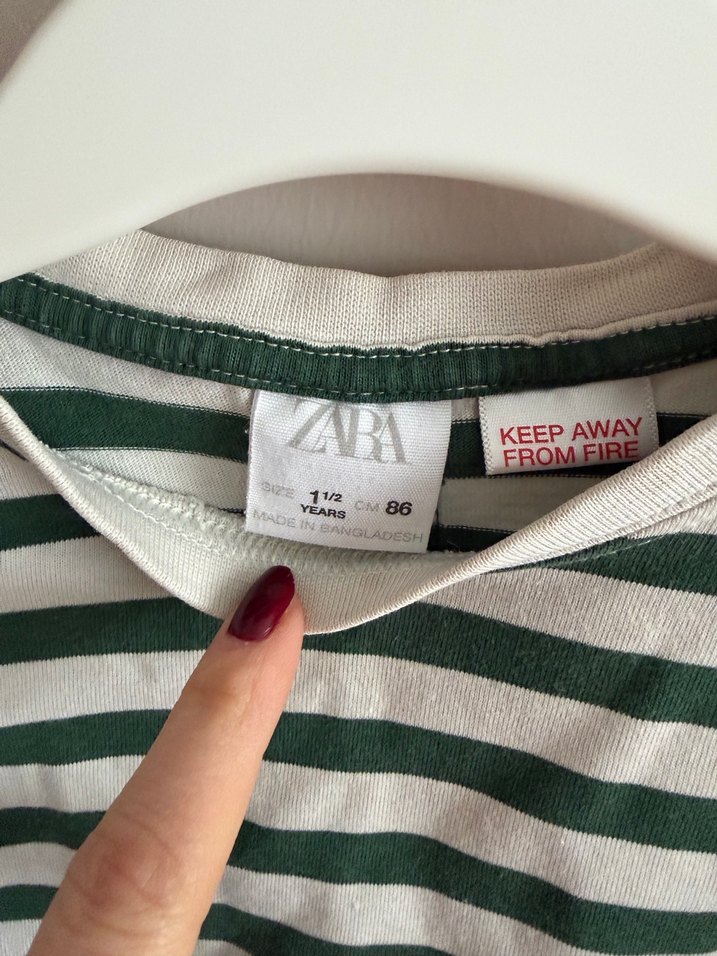 ZARA
SIZE 1 1/2 YEARS CM 86
MADE IN BANGLADESH
KEEP AWAY
FROM FIRE